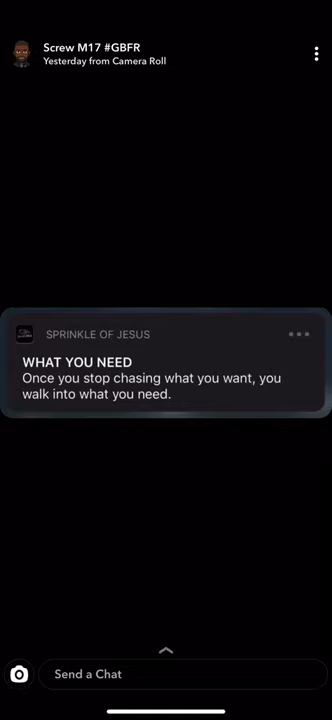 Screw M17 #GBFR
Yesterday from Camera Roll
SPRINKLE OF JESUS
WHAT YOU NEED
Once you stop chasing what you want, you
walk into what you need.
Send a Chat